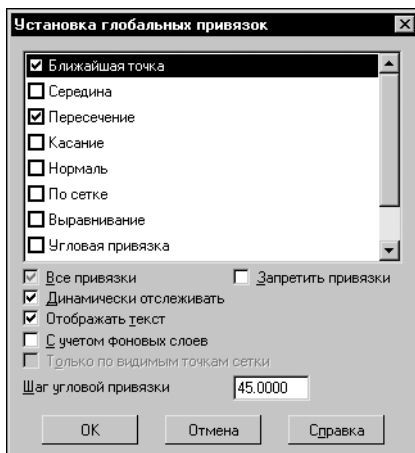 Установка глобальных привязок
Ближайшая точка
Середина
Пересечение
Касание
Нормаль
По сетке
Выравнивание
Угловая привязка
Все привязки Запретить привязки
Динамически отслеживать
Отображать текст
С учетом фоновых слоев
Только по видимым точкам сетки
Шаг угловой привязки 45.0000
OK Отмена Справка